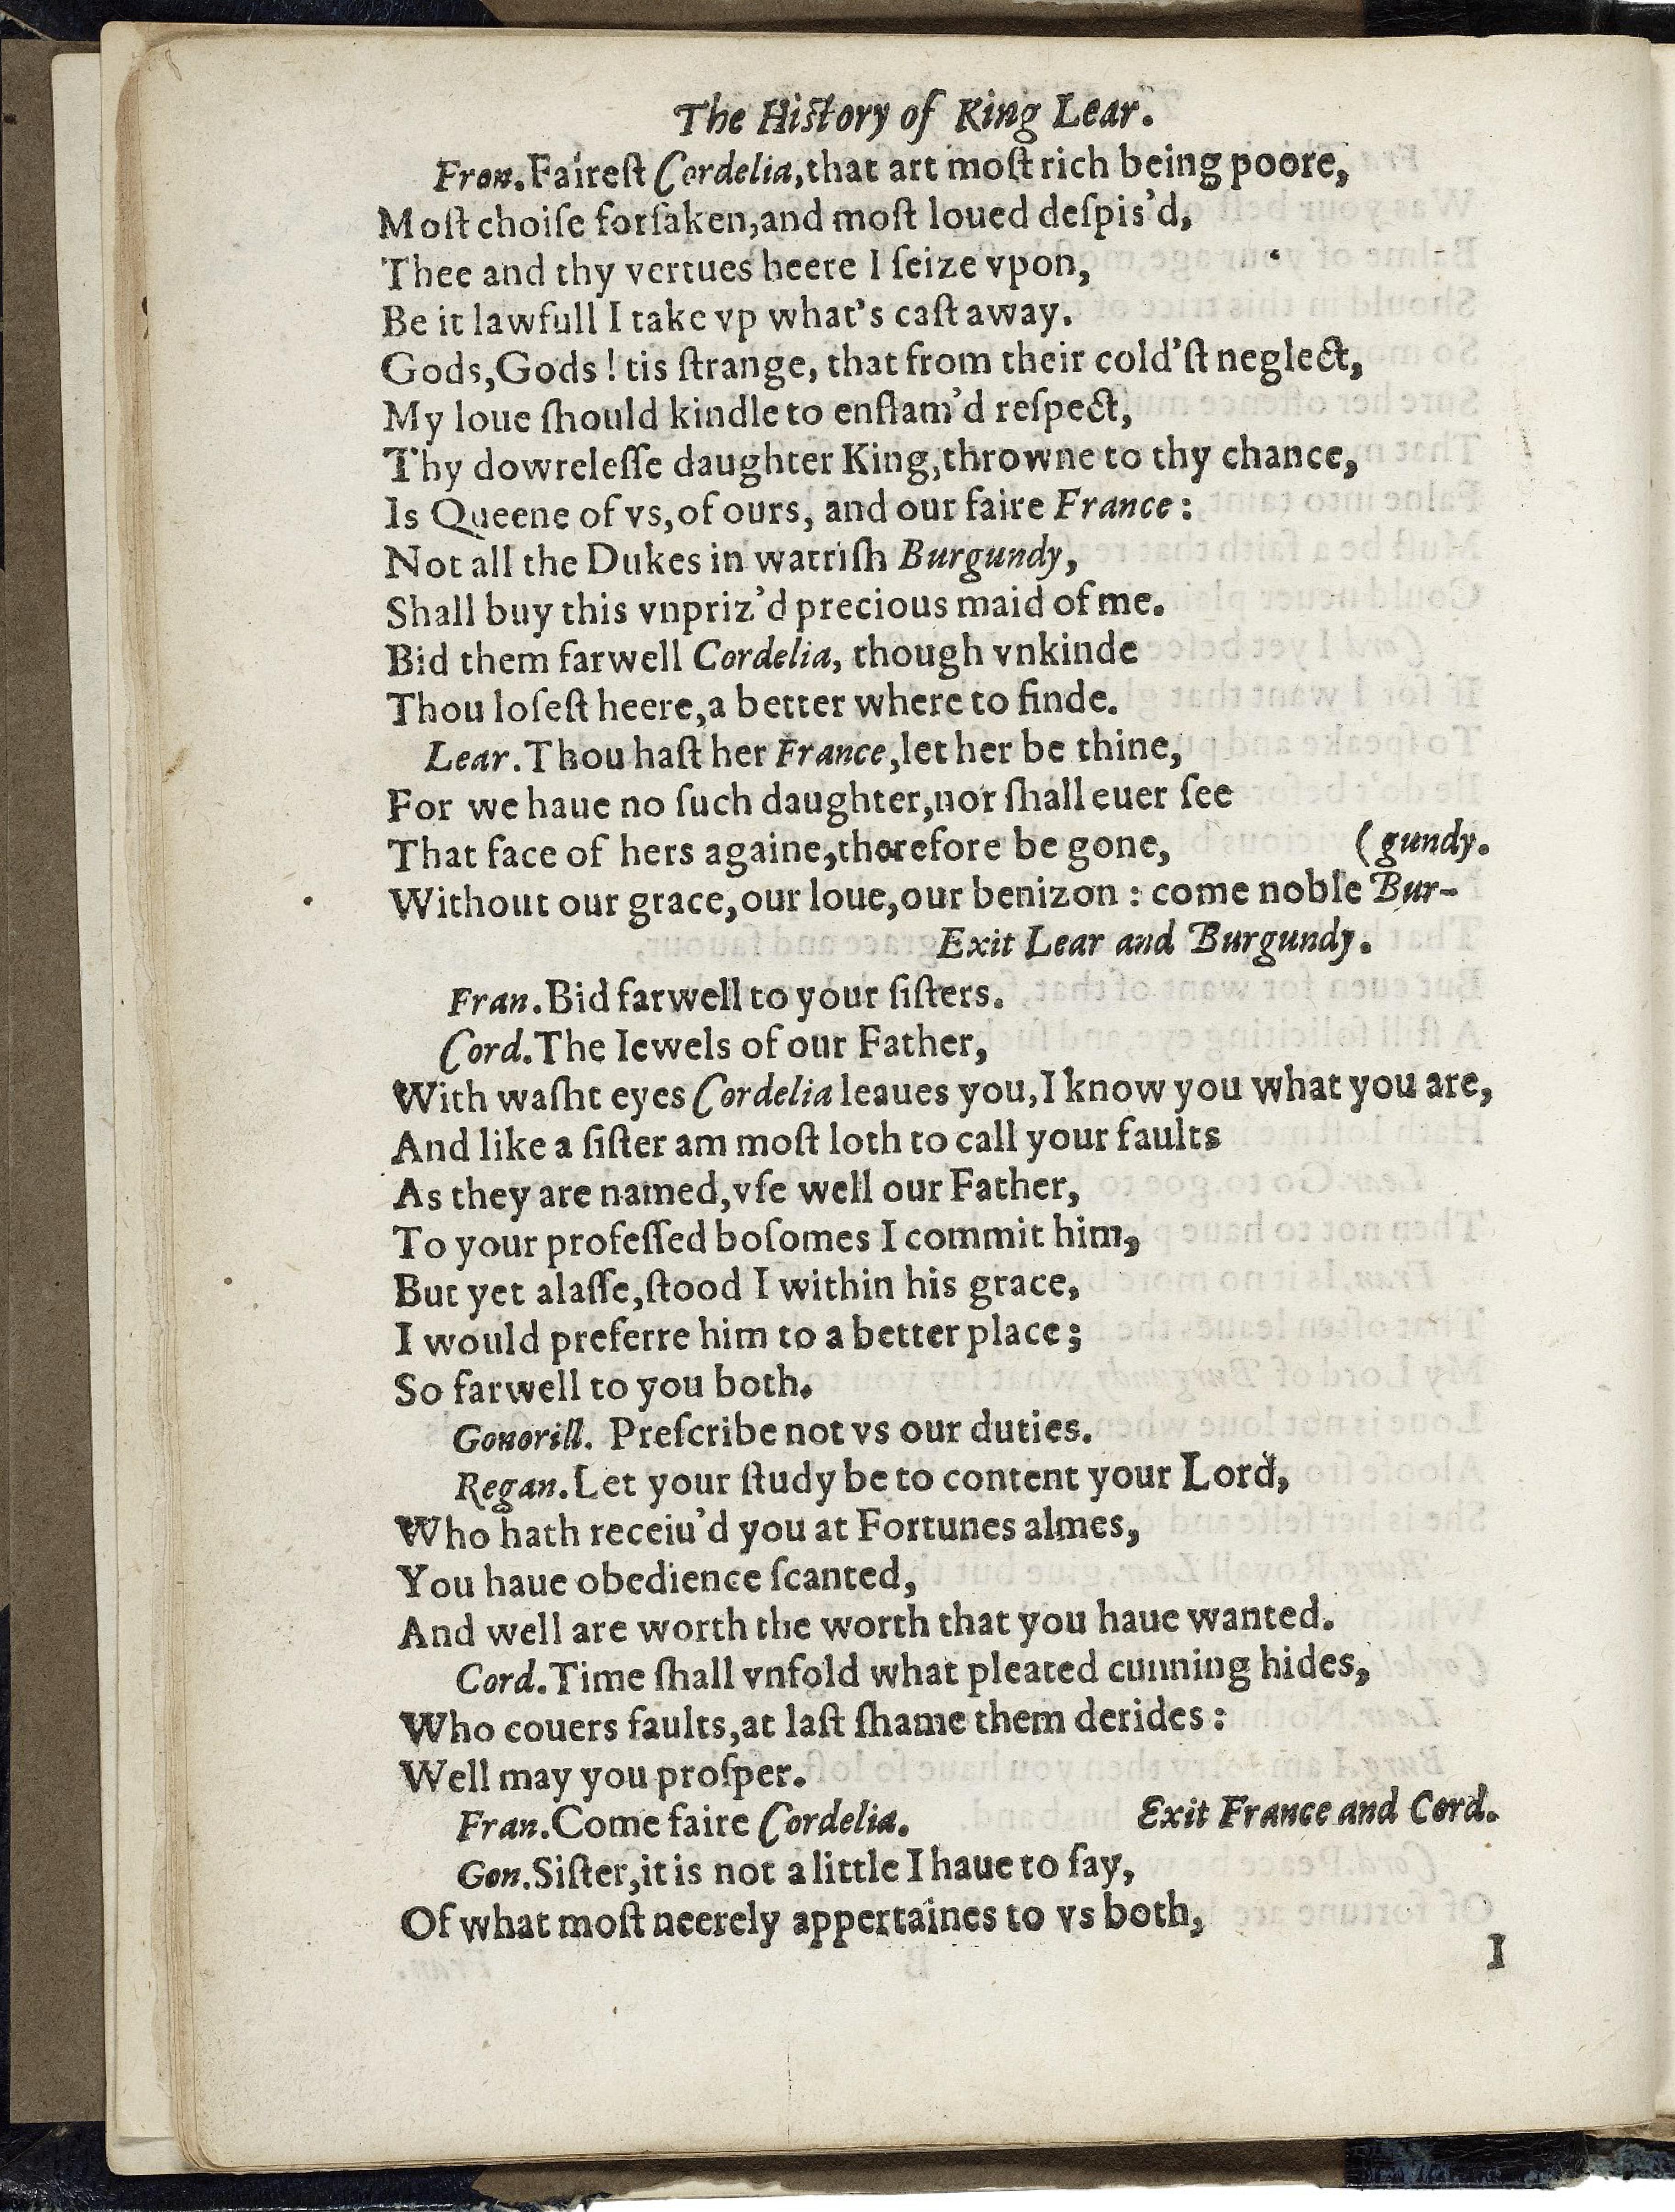 The Hiſtory of King Lear.
Fran.Faireſt Cordelia,that art moſt rich being poore,
Moſt choiſe forſaken,and moſt loued deſpis'd,
Thee and thy vertues heere I ſeize vpon,
Be it lawfull I take vp what's caſt away.
Gods,Gods ! tis ſtrange, that from their cold'ſt neglect,
My loue ſhould kindle to enflam'd reſpect,
Thy dowreleſſe daughter King,throwne to thy chance,
Is Queene of vs,of ours, and our faire France :
Not all the Dukes in watriſh Burgundy,
Shall buy this vnpriz'd precious maid of me.
Bid them farwell Cordelia, though vnkinde
Thou loſeſt heere,a better where to finde.
Lear.Thou haſt her France,let her be thine,
For we haue no ſuch daughter,nor ſhall euer ſee
That face of hers againe,therefore be gone, (gundy.
Without our grace,our loue,our benizon : come noble Bur-
Exit Lear and Burgundy.
Fran.Bid farwell to your ſiſters.
Cord.The Iewels of our Father,
With waſht eyes Cordelia leaues you,I know you what you are,
And like a ſiſter am moſt loth to call your faults
As they are named,vſe well our Father,
To your profeſſed boſomes I commit him,
But yet alaſſe,ſtood I within his grace,
I would preferre him to a better place;
So farwell to you both.
Gonorill. Preſcribe not vs our duties.
Regan.Let your ſtudy be to content your Lord,
Who hath receiu'd you at Fortunes almes,
You haue obedience ſcanted,
And well are worth the worth that you haue wanted.
Cord.Time ſhall vnfold what pleated cunning hides,
Who couers faults,at laſt ſhame them derides :
Well may you proſper.
Fran.Come faire Cordelia. Exit France and Cord.
Gon.Siſter,it is not a little I haue to ſay,
Of what moſt neerely appertaines to vs both,
I